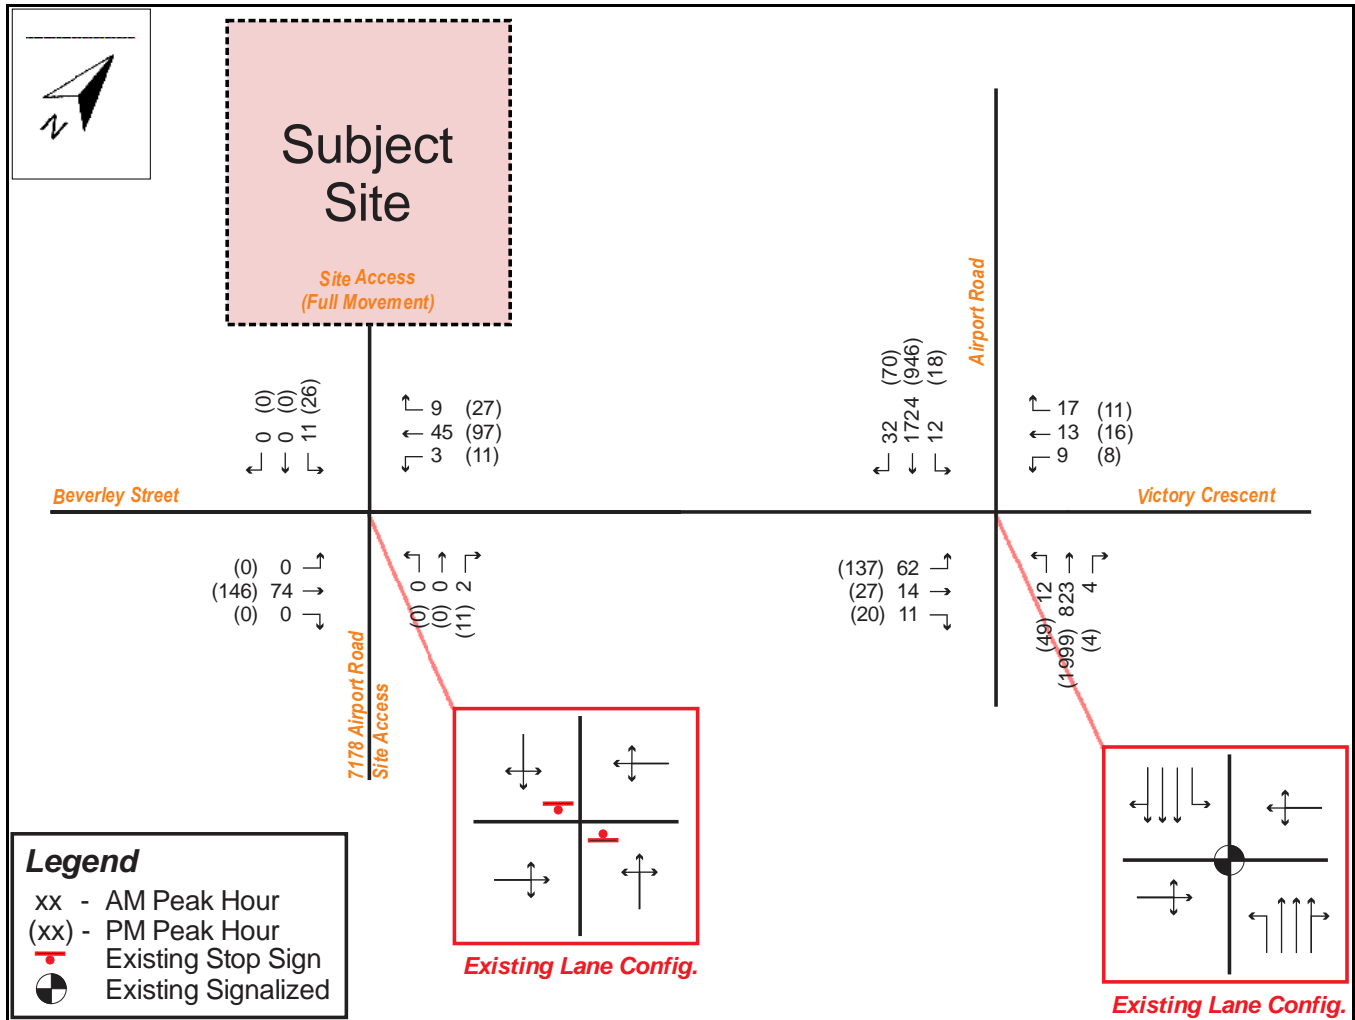 N
Subject
Site
Site Access
(Full Movement)
Airport Road
0 (0)
0 (0)
11 (26)
9 (27)
45 (97)
3 (11)
32 (70)
1724 (946)
12 (18)
17 (11)
13 (16)
9 (8)
Beverley Street
Victory Crescent
(0) 0
(146) 74
(0) 0
(0) 0
(0) 0
(11) 2
(137) 62
(27) 14
(20) 11
(49) 12
(1999) 823
(4) 4
7178 Airport Road
Site Access
Existing Lane Config.
Existing Lane Config.
Legend
xx - AM Peak Hour
(xx) - PM Peak Hour
Existing Stop Sign
Existing Signalized